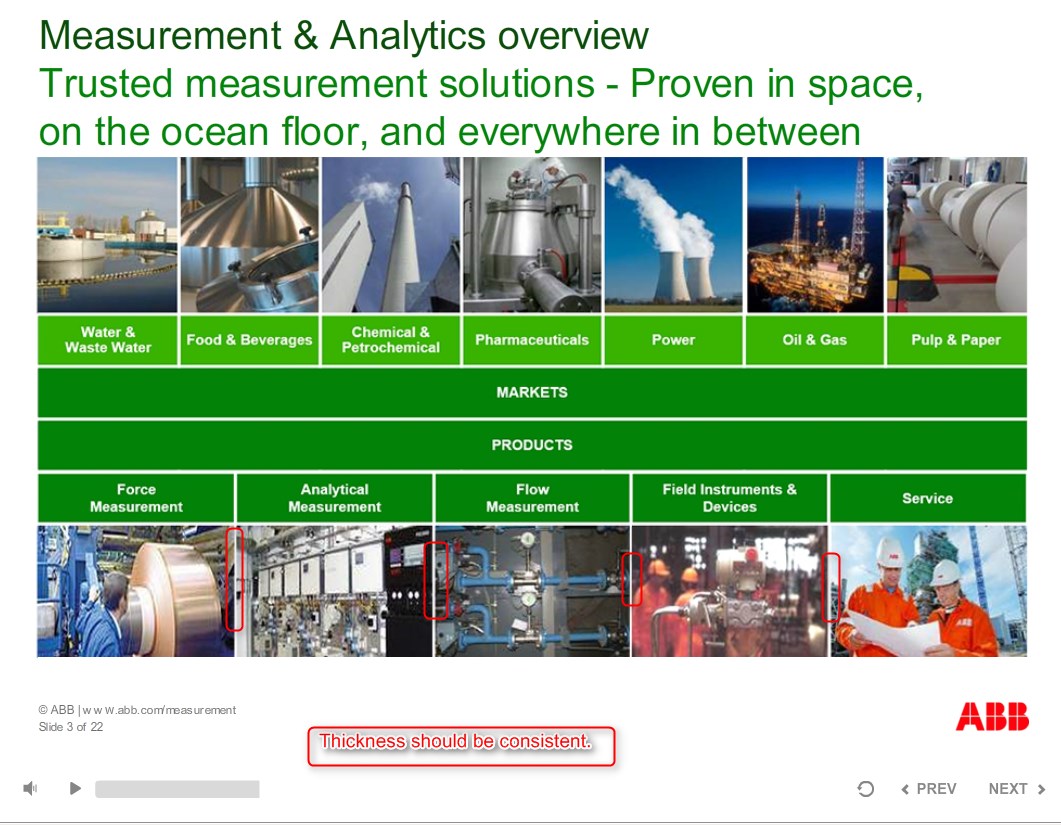 Measurement & Analytics overview
Trusted measurement solutions - Proven in space,
on the ocean floor, and everywhere in between
Water &
Waste Water
Food & Beverages
Chemical &
Petrochemical
Pharmaceuticals
Power
Oil & Gas
Pulp & Paper
MARKETS
PRODUCTS
Force
Measurement
Analytical
Measurement
Flow
Measurement
Field Instruments &
Devices
Service
ABB
ABB
© ABB | www.abb.com/measurement
Slide 3 of 22
ABB
Thickness should be consistent.
PREV
NEXT